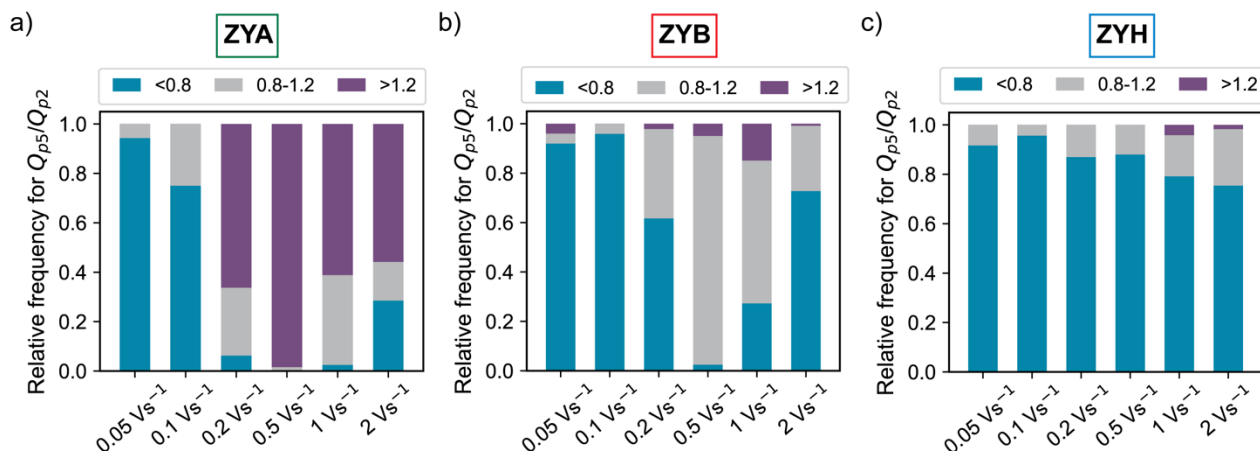 a)
ZYA
<0.8 0.8-1.2 >1.2
Relative frequency for Qp5/Qp2
1.0
0.8
0.6
0.4
0.2
0.0
0.05 Vs⁻¹
0.1 Vs⁻¹
0.2 Vs⁻¹
0.5 Vs⁻¹
1 Vs⁻¹
2 Vs⁻¹
b)
ZYB
<0.8 0.8-1.2 >1.2
Relative frequency for Qp5/Qp2
1.0
0.8
0.6
0.4
0.2
0.0
0.05 Vs⁻¹
0.1 Vs⁻¹
0.2 Vs⁻¹
0.5 Vs⁻¹
1 Vs⁻¹
2 Vs⁻¹
c)
ZYH
<0.8 0.8-1.2 >1.2
Relative frequency for Qp5/Qp2
1.0
0.8
0.6
0.4
0.2
0.0
0.05 Vs⁻¹
0.1 Vs⁻¹
0.2 Vs⁻¹
0.5 Vs⁻¹
1 Vs⁻¹
2 Vs⁻¹